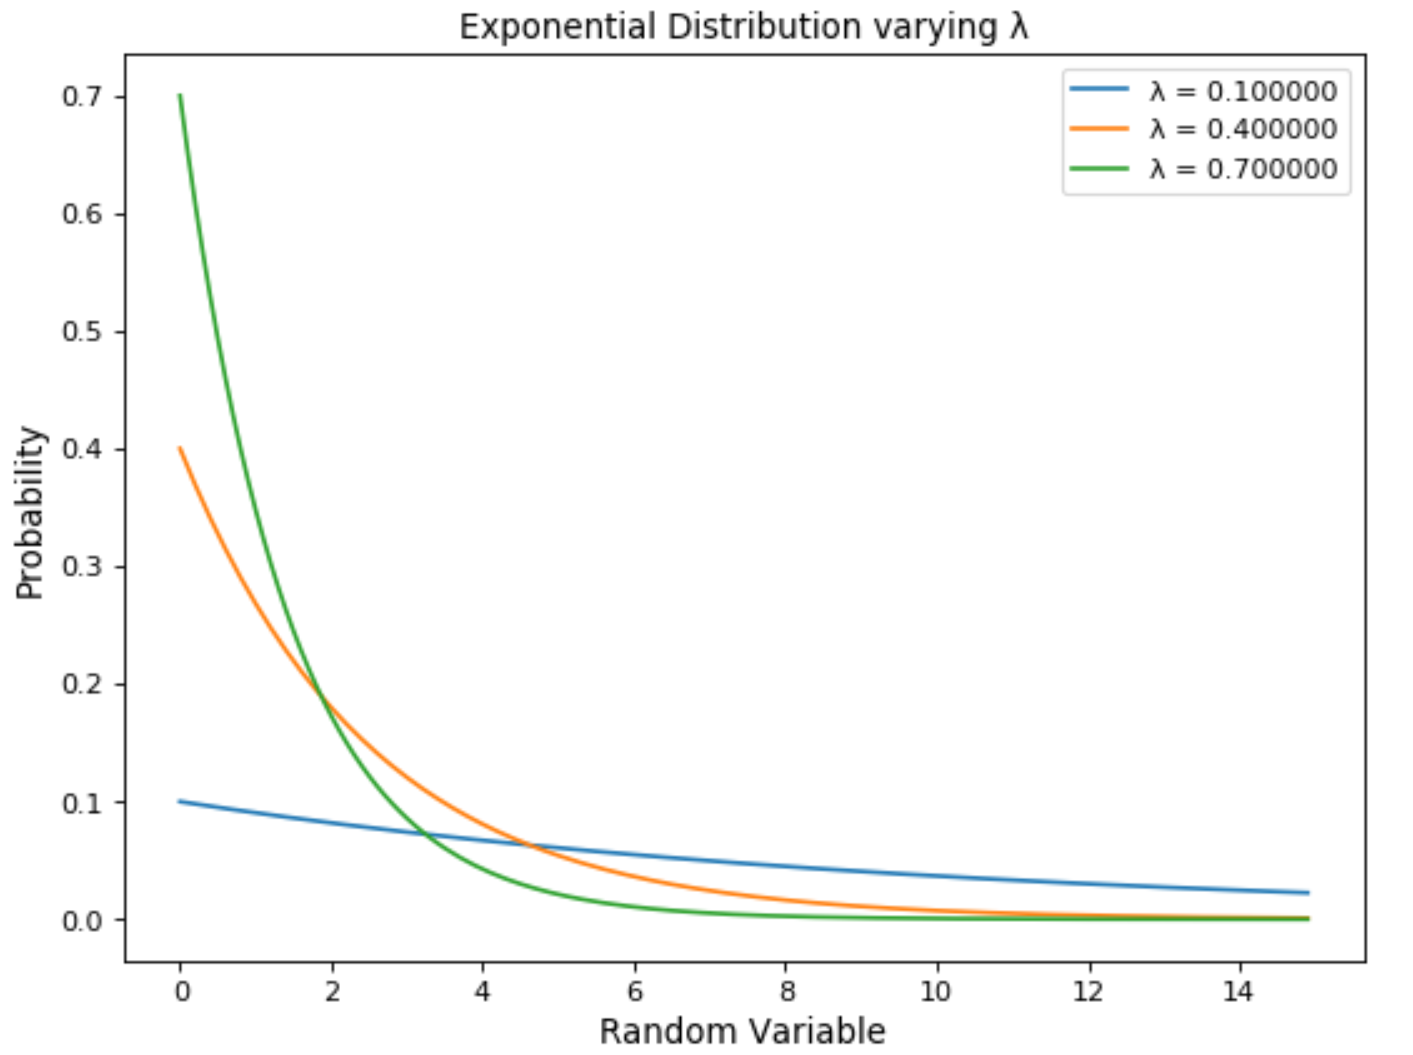 Exponential Distribution varying λ
λ = 0.100000
λ = 0.400000
λ = 0.700000
0.7
0.6
0.5
0.4
0.3
0.2
0.1
0.0
Probability
0 2 4 6 8 10 12 14
Random Variable